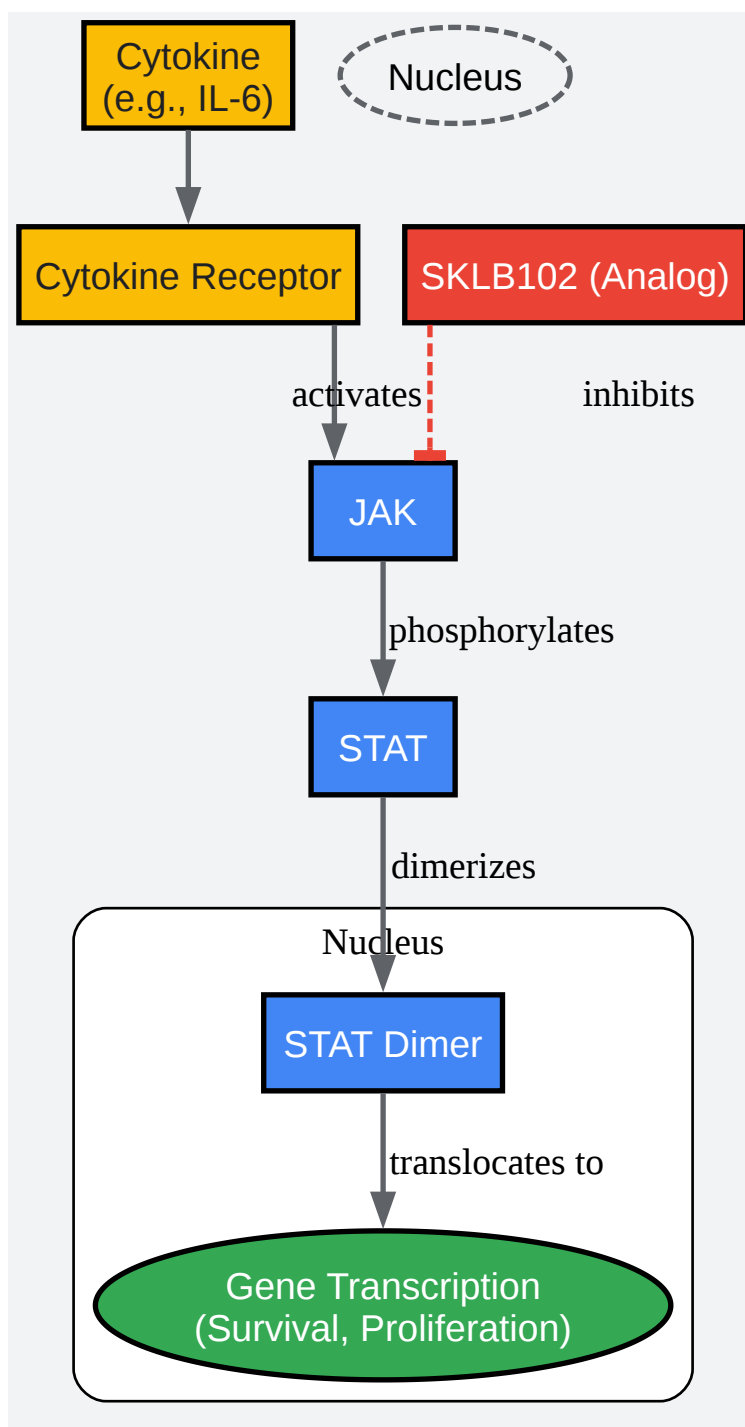 Cytokine
(e.g., IL-6)
Nucleus
Cytokine Receptor
SKLB102 (Analog)
activates
inhibits
JAK
phosphorylates
STAT
dimerizes
Nucleus
STAT Dimer
translocates to
Gene Transcription
(Survival, Proliferation)